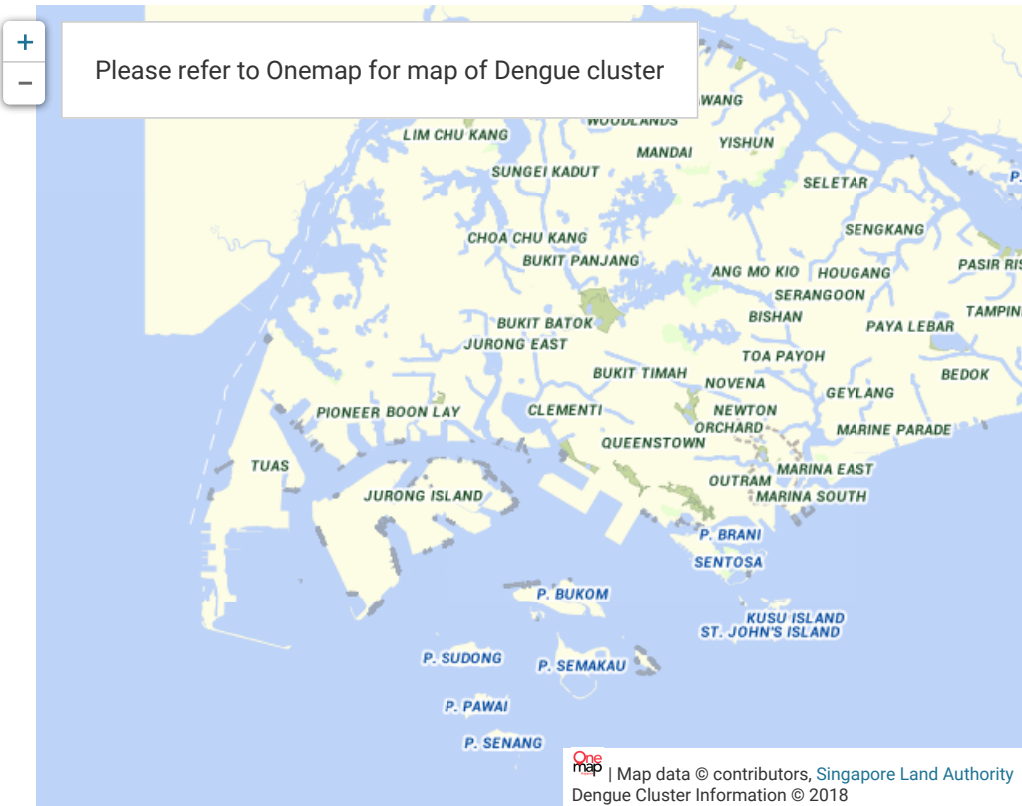 +
−
Please refer to Onemap for map of Dengue cluster
WANG
WOODLANDS
LIM CHU KANG
YISHUN
MANDAI
SUNGEI KADUT
P.
SELETAR
SENGKANG
CHOA CHU KANG
BUKIT PANJANG
PASIR RIS
ANG MO KIO
HOUGANG
SERANGOON
TAMPIN
BISHAN
BUKIT BATOK
PAYA LEBAR
JURONG EAST
TOA PAYOH
BUKIT TIMAH
BEDOK
NOVENA
GEYLANG
PIONEER
BOON LAY
CLEMENTI
NEWTON
ORCHARD
MARINE PARADE
QUEENSTOWN
TUAS
MARINA EAST
OUTRAM
JURONG ISLAND
MARINA SOUTH
P. BRANI
SENTOSA
P. BUKOM
KUSU ISLAND
ST. JOHN'S ISLAND
P. SUDONG
P. SEMAKAU
P. PAWAI
P. SENANG
One
map | Map data © contributors, Singapore Land Authority
Dengue Cluster Information © 2018